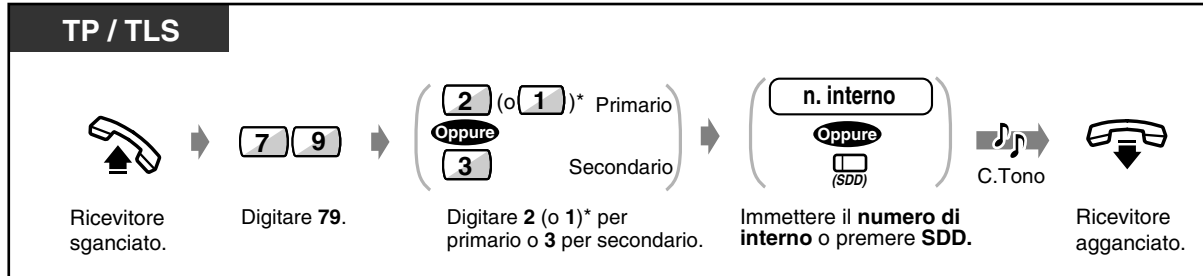 TP / TLS
2 (o 1 )* Primario
n. interno
7 9
Oppure
Oppure
3 Secondario
(SDD)
C.Tono
Ricevitore
sganciato.
Digitare 79.
Digitare 2 (o 1)* per
primario o 3 per secondario.
Immettere il numero di
interno o premere SDD.
Ricevitore
agganciato.